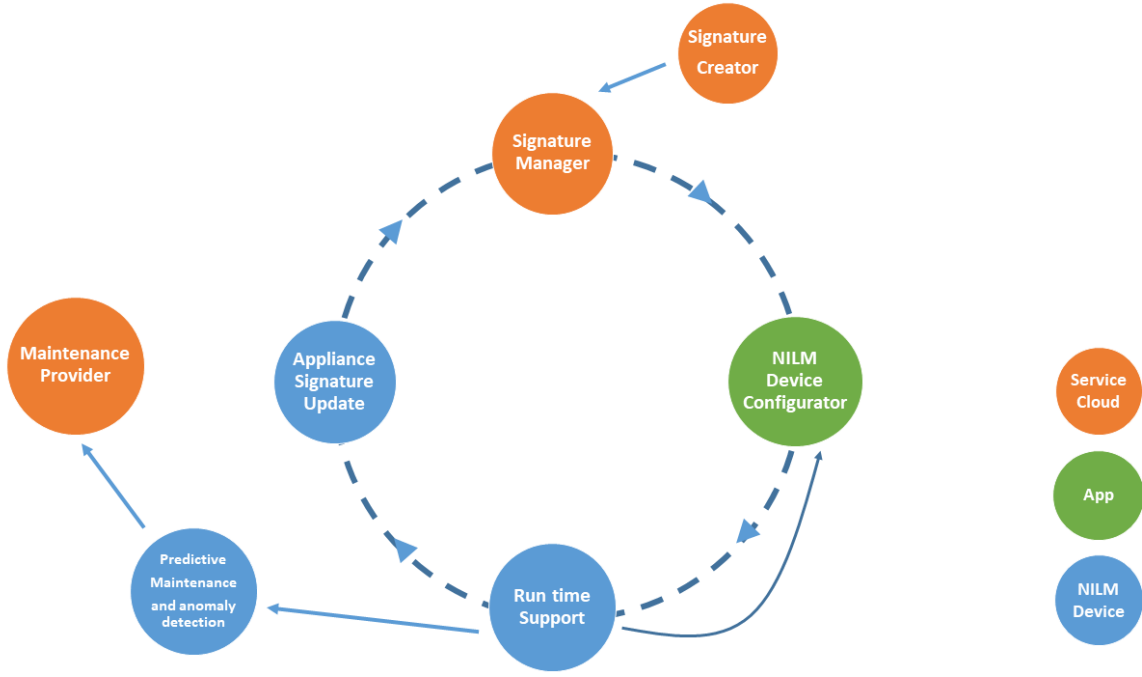 Signature
Creator
Signature
Manager
Maintenance
Provider
Appliance
Signature
Update
NILM
Device
Configurator
Predictive
Maintenance
and anomaly
detection
Run time
Support
Service
Cloud
App
NILM
Device